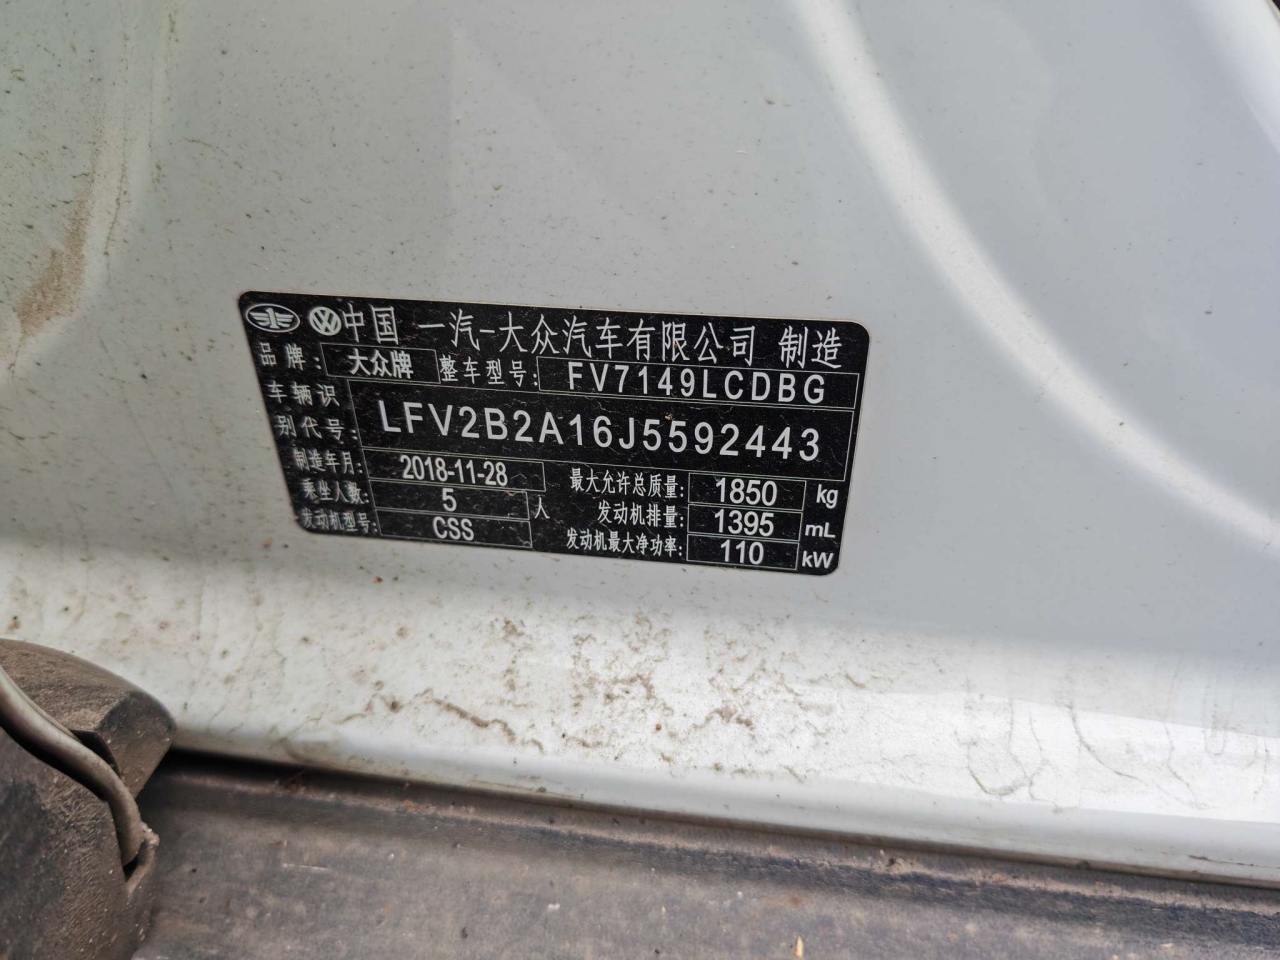 中国 一汽-大众汽车有限公司 制造
品牌: 大众牌 整车型号: FV7149LCDBG
车辆识别代号: LFV2B2A16J5592443
制造年月: 2018-11-28 最大允许总质量: 1850 kg
乘坐人数: 5 人 发动机排量: 1395 mL
发动机型号: CSS 发动机最大净功率: 110 kW